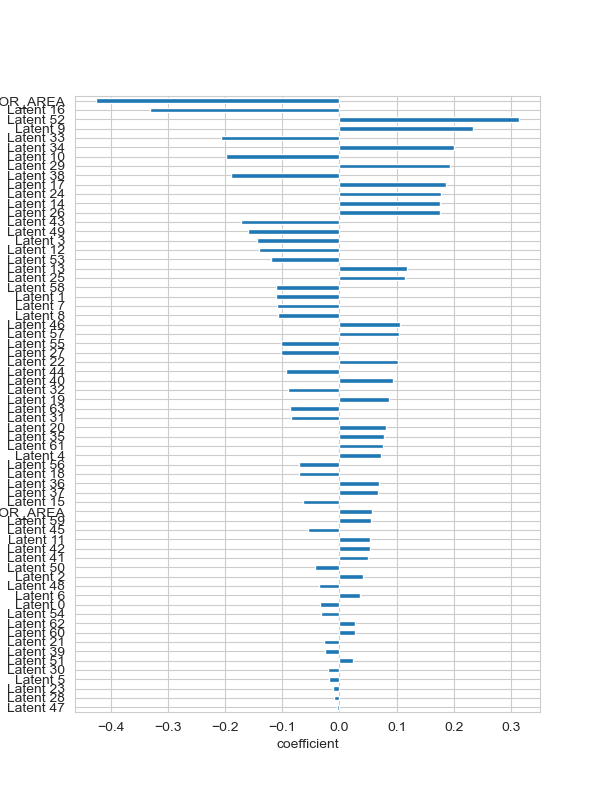 OR_AREA
Latent 16
Latent 52
Latent 9
Latent 33
Latent 34
Latent 10
Latent 29
Latent 38
Latent 17
Latent 24
Latent 14
Latent 26
Latent 43
Latent 49
Latent 3
Latent 12
Latent 53
Latent 13
Latent 25
Latent 58
Latent 1
Latent 7
Latent 8
Latent 46
Latent 57
Latent 55
Latent 27
Latent 22
Latent 44
Latent 40
Latent 32
Latent 19
Latent 63
Latent 31
Latent 20
Latent 35
Latent 61
Latent 4
Latent 56
Latent 18
Latent 36
Latent 37
Latent 15
OR_AREA
Latent 59
Latent 45
Latent 11
Latent 42
Latent 41
Latent 50
Latent 2
Latent 48
Latent 6
Latent 0
Latent 54
Latent 62
Latent 60
Latent 21
Latent 39
Latent 51
Latent 30
Latent 5
Latent 23
Latent 28
Latent 47
−0.4 −0.3 −0.2 −0.1 0.0 0.1 0.2 0.3
coefficient